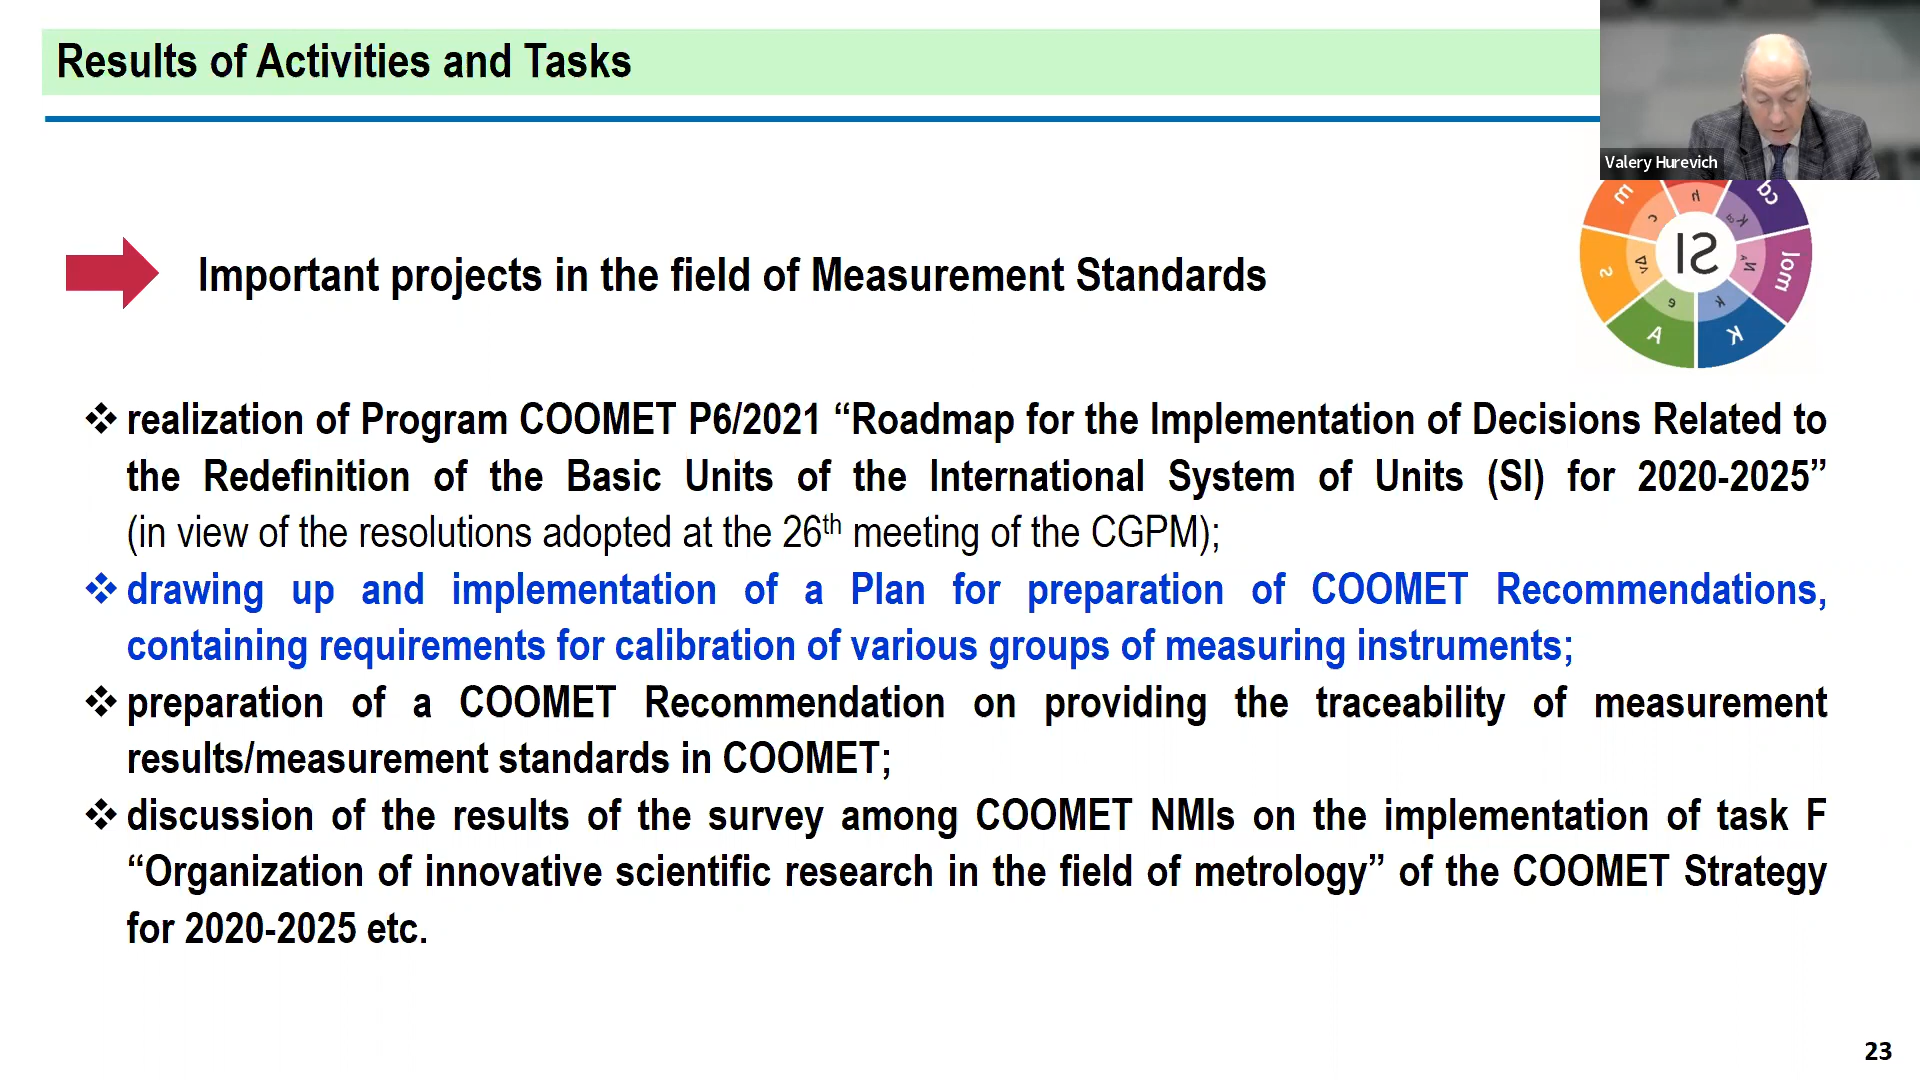 Results of Activities and Tasks
Valery Hurevich
Important projects in the field of Measurement Standards
m
h
cd
c
K cd
SI
s
Δν
N A
mol
e
k
A
K
❖ realization of Program COOMET P6/2021 “Roadmap for the Implementation of Decisions Related to
the Redefinition of the Basic Units of the International System of Units (SI) for 2020-2025”
(in view of the resolutions adopted at the 26th meeting of the CGPM);
❖ drawing up and implementation of a Plan for preparation of COOMET Recommendations,
containing requirements for calibration of various groups of measuring instruments;
❖ preparation of a COOMET Recommendation on providing the traceability of measurement
results/measurement standards in COOMET;
❖ discussion of the results of the survey among COOMET NMIs on the implementation of task F
“Organization of innovative scientific research in the field of metrology” of the COOMET Strategy
for 2020-2025 etc.
23